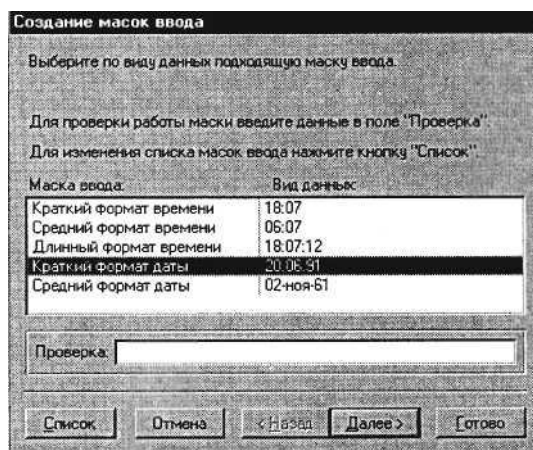 Создание масок ввода
Выберите по виду данных подходящую маску ввода.
Для проверки работы маски введите данные в поле "Проверка".
Для изменения списка масок ввода нажмите кнопку "Список".
Маска ввода: Вид данных:
Краткий формат времени 18:07
Средний формат времени 06:07
Длинный формат времени 18:07:12
Краткий формат даты 20.06.91
Средний формат даты 02-ноя-61
Проверка:
Список Отмена < Назад Далее > Готово